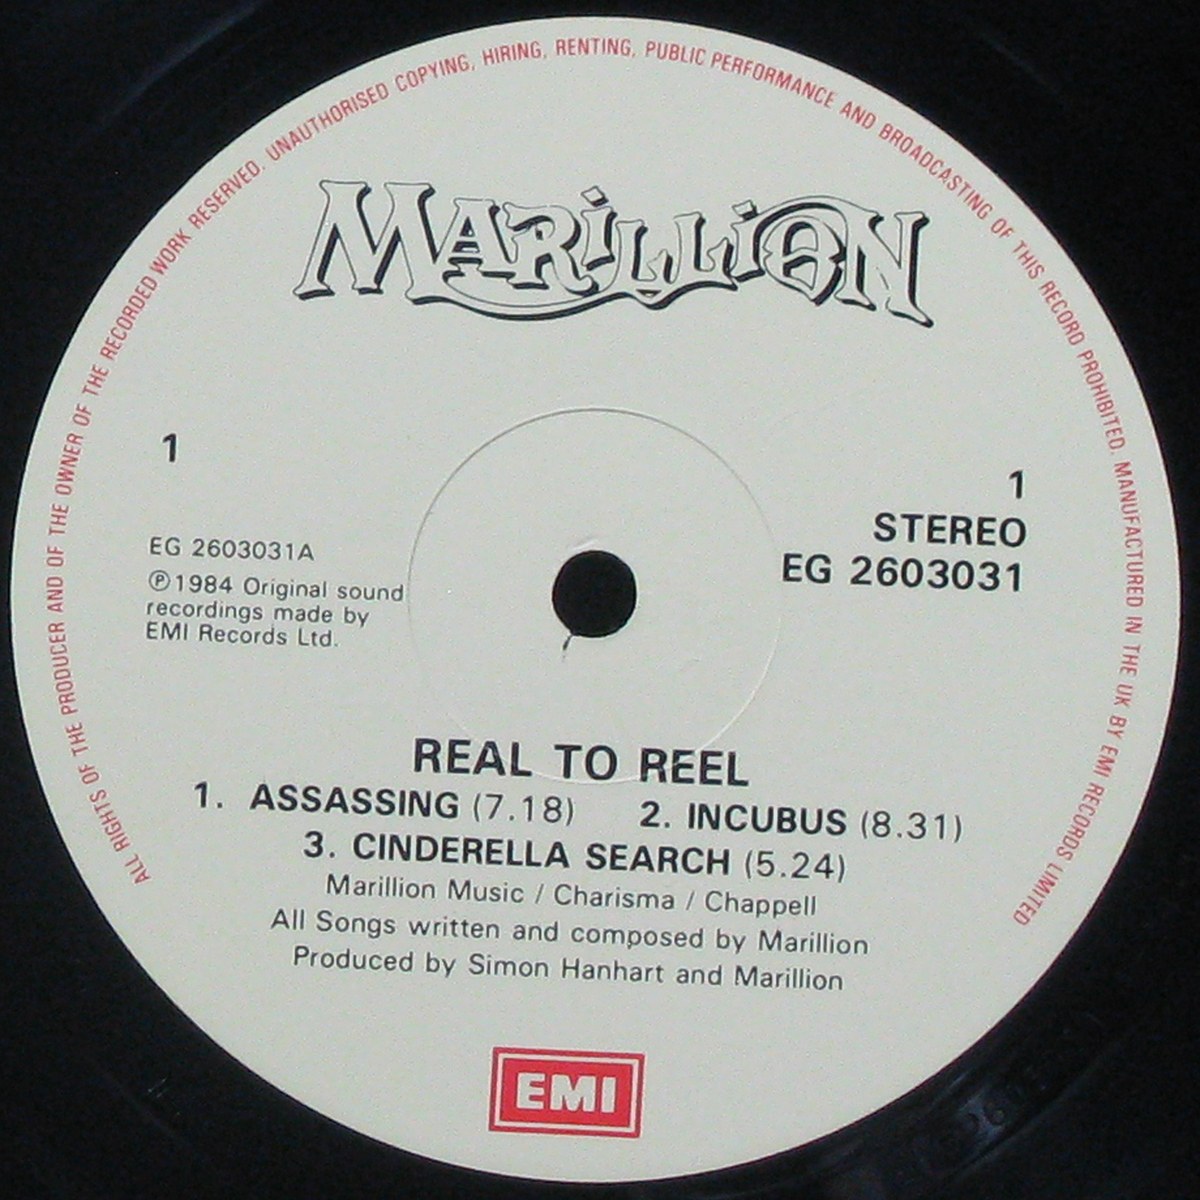 ALL RIGHTS OF THE PRODUCER AND OF THE OWNER OF THE RECORDED WORK RESERVED. UNAUTHORISED COPYING, HIRING, RENTING, PUBLIC PERFORMANCE AND BROADCASTING OF THIS RECORD PROHIBITED. MANUFACTURED IN THE UK BY EMI RECORDS LIMITED
MARILLION
1
EG 2603031A
℗1984 Original sound
recordings made by
EMI Records Ltd.
1
STEREO
EG 2603031
REAL TO REEL
1. ASSASSING (7.18) 2. INCUBUS (8.31)
3. CINDERELLA SEARCH (5.24)
Marillion Music / Charisma / Chappell
All Songs written and composed by Marillion
Produced by Simon Hanhart and Marillion
EMI